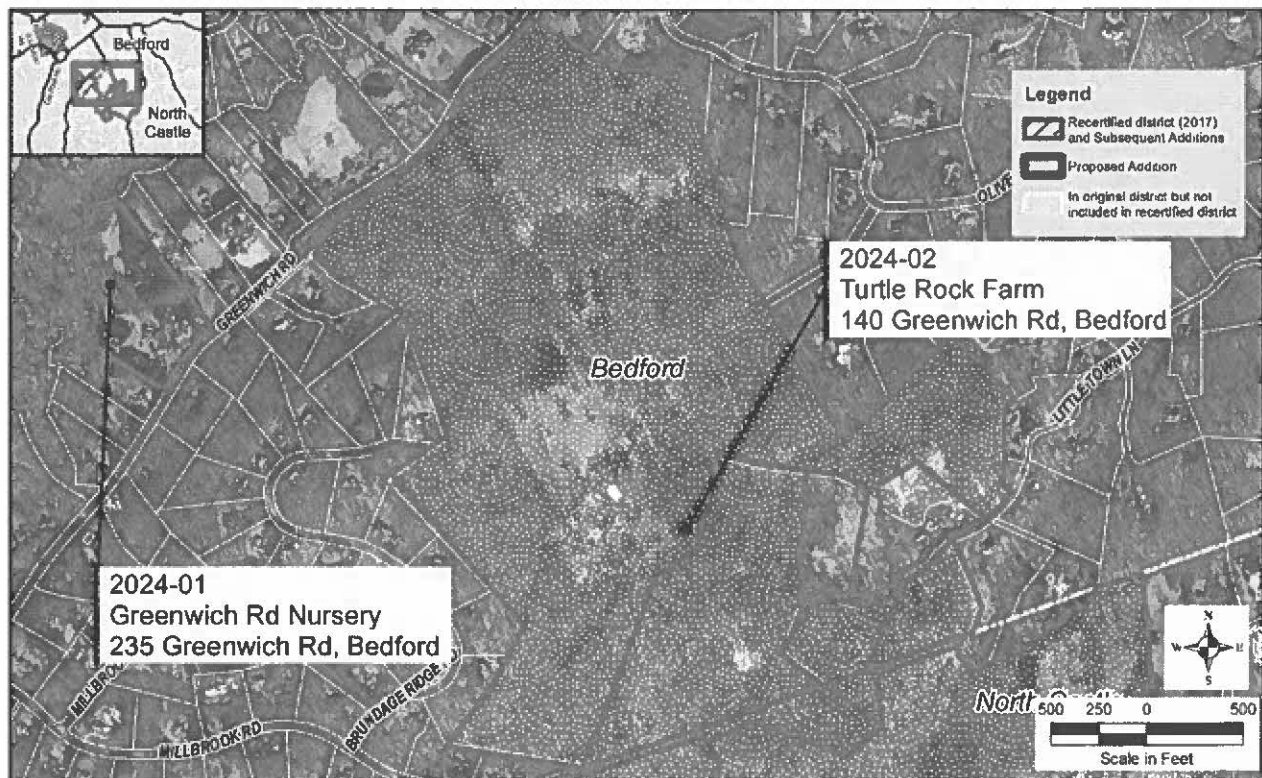 Bedford
North
Castle
Legend
Recertified district (2017)
and Subsequent Additions
Proposed Addition
In original district but not
included in recertified district
OLIVE
GREENWICH RD
2024-02
Turtle Rock Farm
140 Greenwich Rd, Bedford
Bedford
LITTLE TOWN LN
2024-01
Greenwich Rd Nursery
235 Greenwich Rd, Bedford
MILLBROO
BRUNDAGE RIDGE RD
MILLBROOK RD
North
N
W E
S
500 250 0 500
Scale in Feet